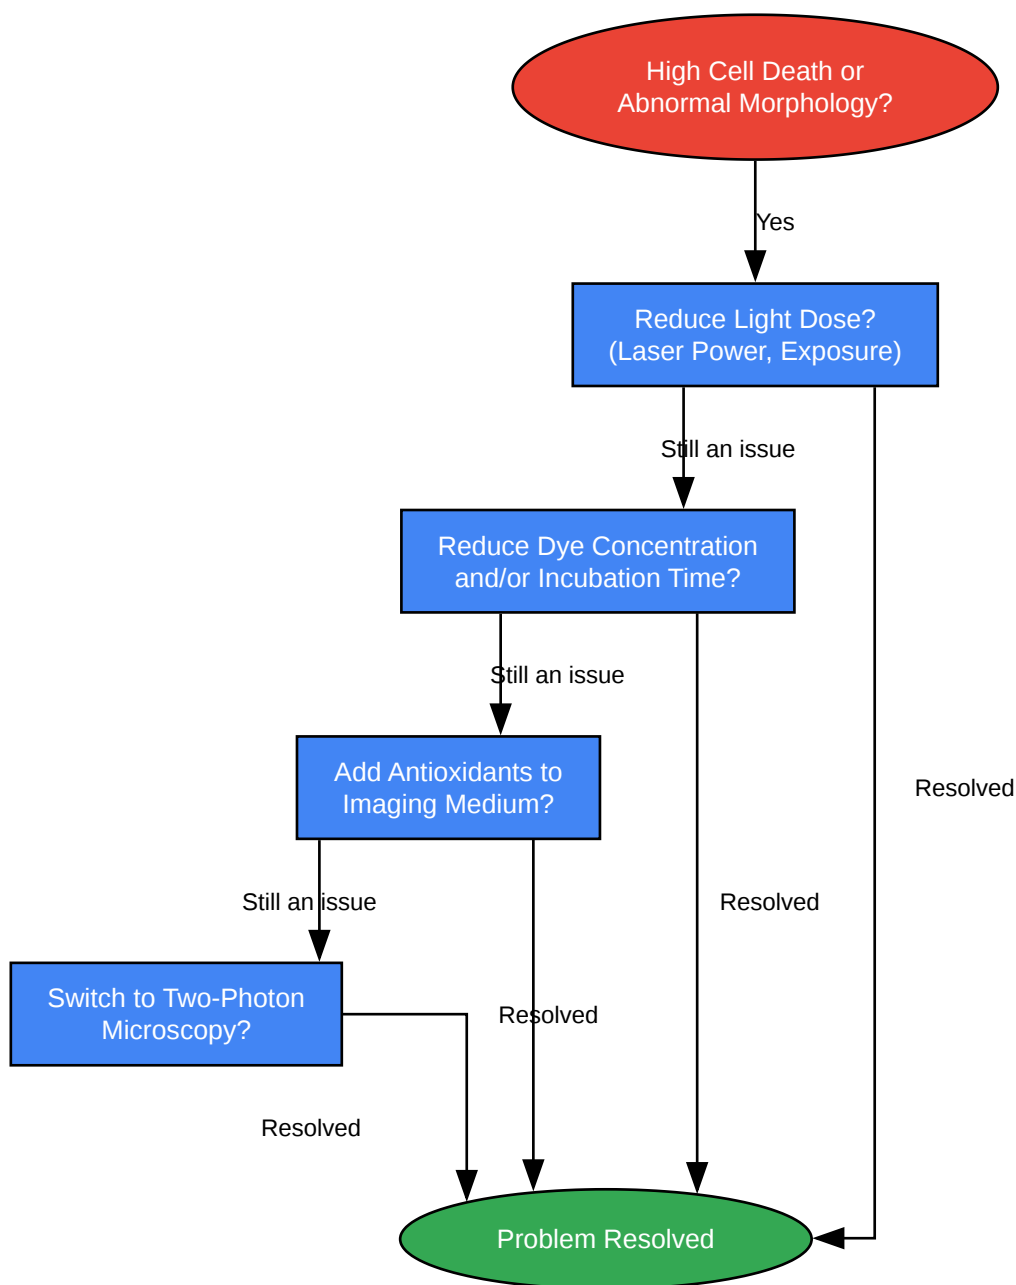 High Cell Death or
Abnormal Morphology?
Yes
Reduce Light Dose?
(Laser Power, Exposure)
Still an issue
Reduce Dye Concentration
and/or Incubation Time?
Still an issue
Add Antioxidants to
Imaging Medium?
Resolved
Still an issue
Resolved
Switch to Two-Photon
Microscopy?
Resolved
Resolved
Problem Resolved